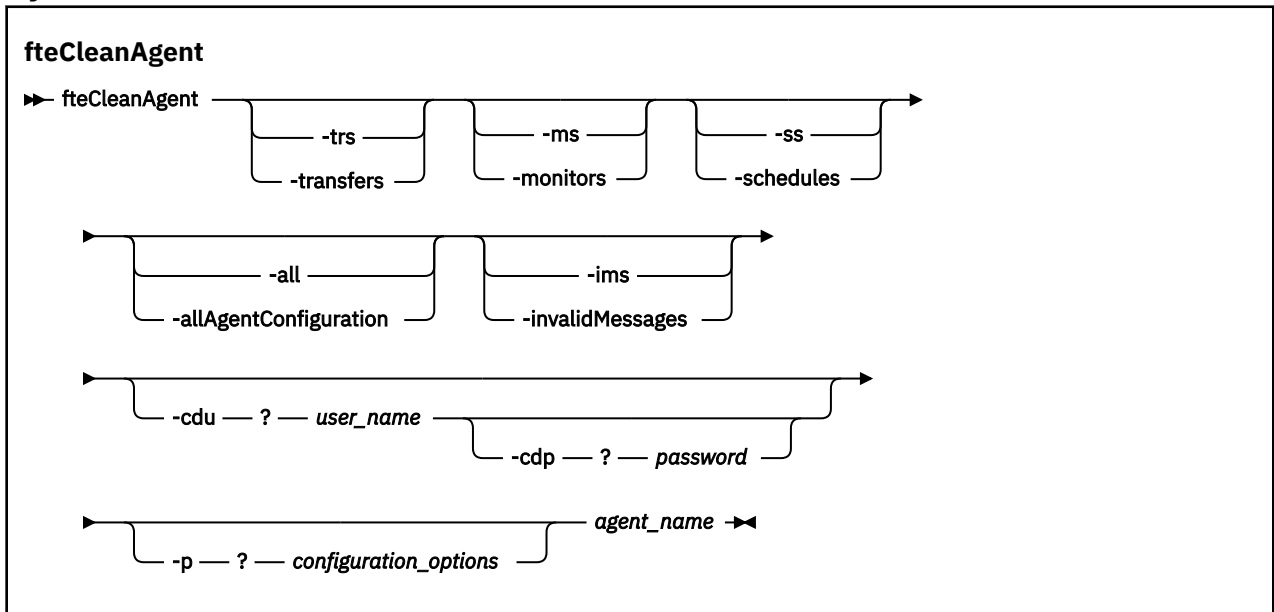 fteCleanAgent
fteCleanAgent
-trs -ms -ss
-transfers -monitors -schedules
-all -ims
-allAgentConfiguration -invalidMessages
-cdu ? user_name
-cdp ? password
agent_name
-p ? configuration_options